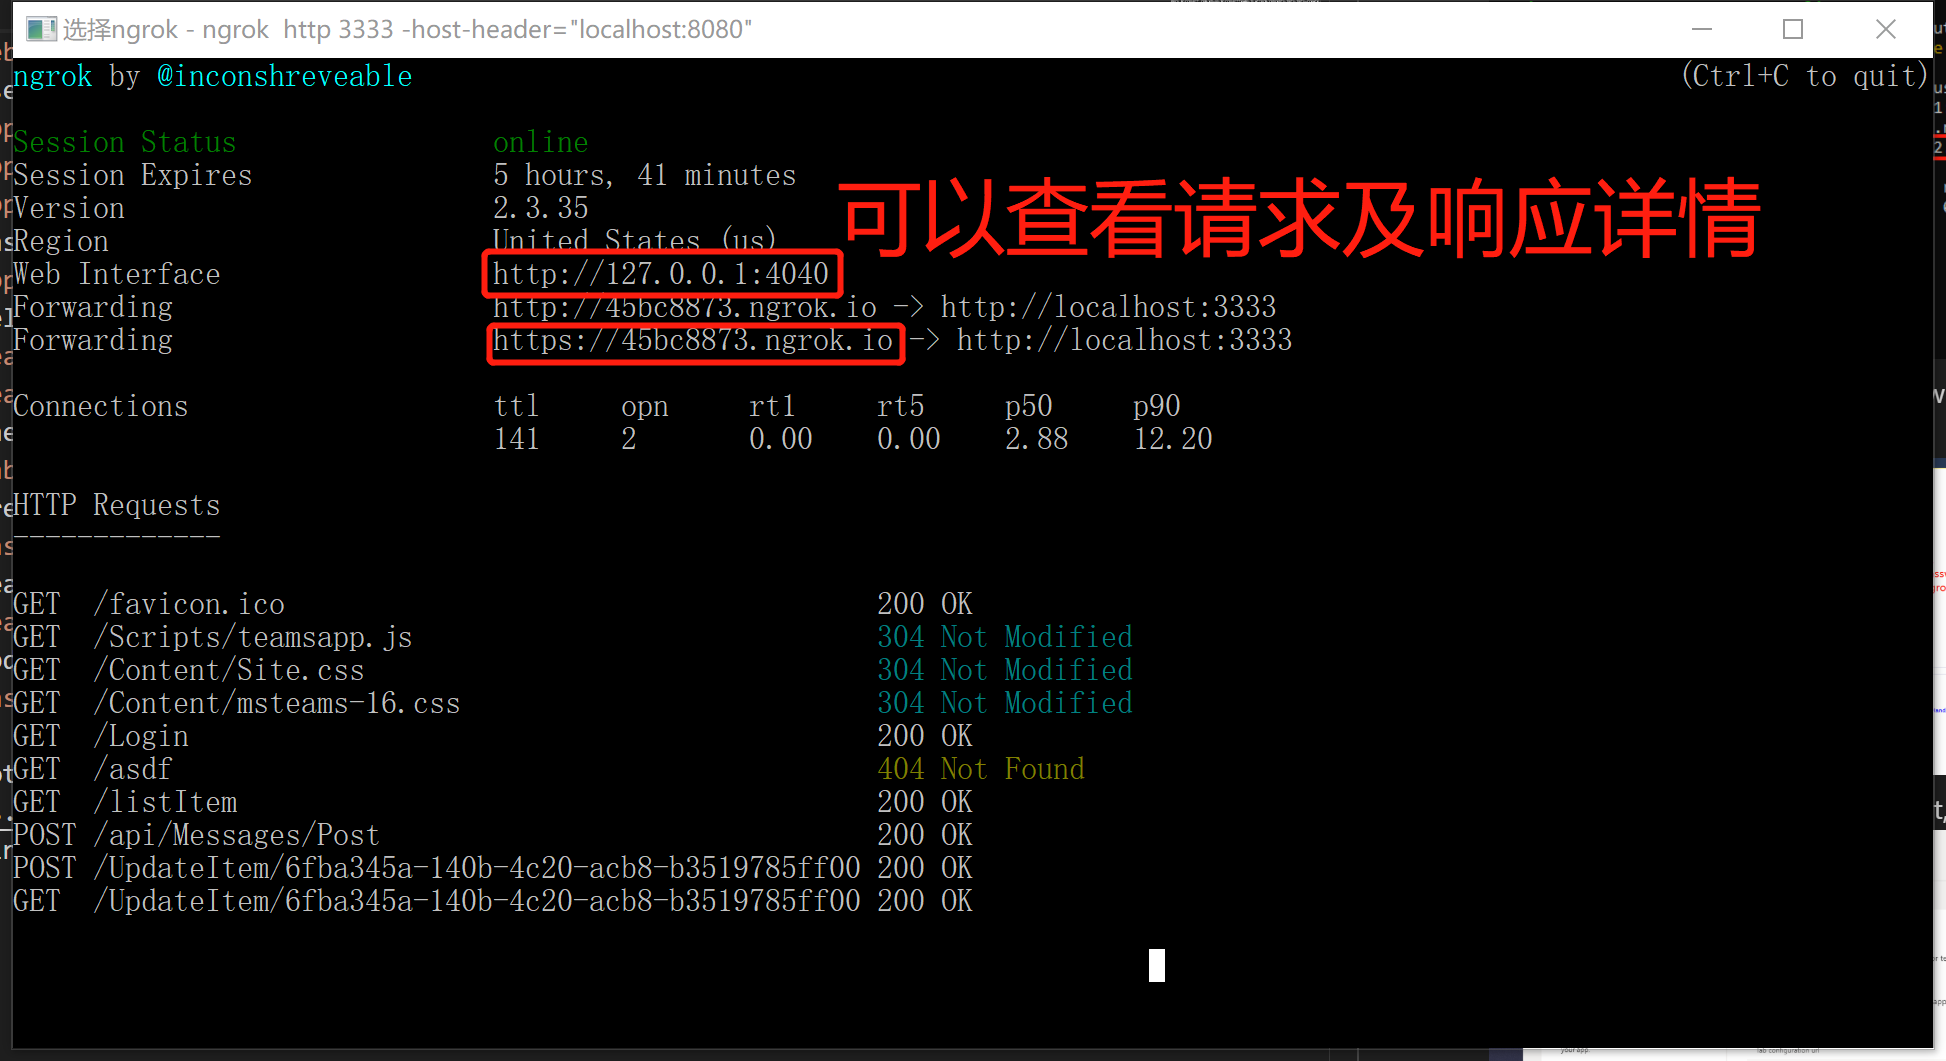 选择ngrok - ngrok  http 3333 -host-header="localhost:8080"
ngrok by @inconshreveable (Ctrl+C to quit)
Session Status online
Session Expires 5 hours, 41 minutes
Version 2.3.35
可以查看请求及响应详情
Region United States (us)
Web Interface http://127.0.0.1:4040
Forwarding http://45bc8873.ngrok.io -> http://localhost:3333
Forwarding https://45bc8873.ngrok.io -> http://localhost:3333
Connections ttl opn rt1 rt5 p50 p90
141 2 0.00 0.00 2.88 12.20
HTTP Requests
-------------
GET /favicon.ico 200 OK
GET /Scripts/teamsapp.js 304 Not Modified
GET /Content/Site.css 304 Not Modified
GET /Content/msteams-16.css 304 Not Modified
GET /Login 200 OK
GET /asdf 404 Not Found
GET /listItem 200 OK
POST /api/Messages/Post 200 OK
POST /UpdateItem/6fba345a-140b-4c20-acb8-b3519785ff00 200 OK
GET /UpdateItem/6fba345a-140b-4c20-acb8-b3519785ff00 200 OK
your app.
tab configuration url